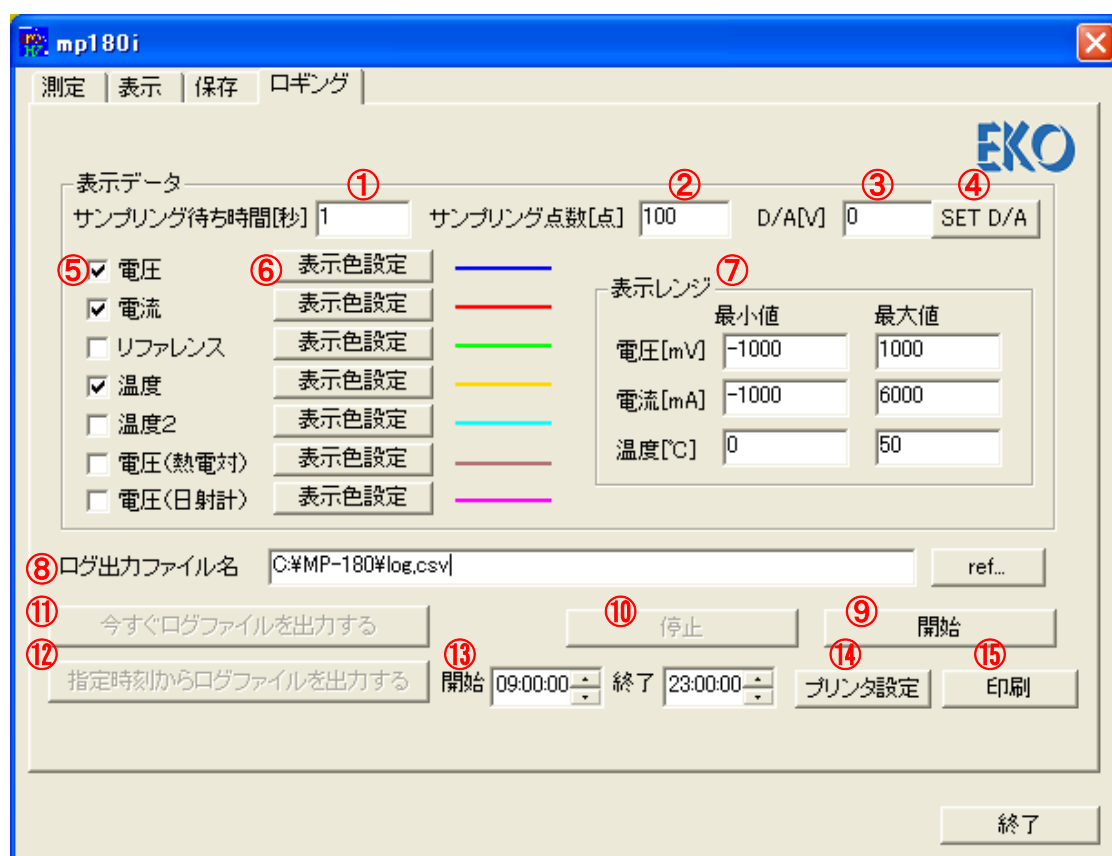 mp180i
測定 表示 保存 ロギング
EKO
表示データ ① ② ③ ④
サンプリング待ち時間[秒] 1 サンプリング点数[点] 100 D/A[V] 0 SET D/A
⑤ 電圧 ⑥ 表示色設定
電流 表示色設定
リファレンス 表示色設定
温度 表示色設定
温度2 表示色設定
電圧(熱電対) 表示色設定
電圧(日射計) 表示色設定
表示レンジ ⑦
最小値 最大値
電圧[mV] -1000 1000
電流[mA] -1000 6000
温度[℃] 0 50
⑧ ログ出力ファイル名 C:¥MP-180¥log.csv ref...
⑪ 今すぐログファイルを出力する ⑩ 停止 ⑨ 開始
⑫ 指定時刻からログファイルを出力する ⑬ 開始 09:00:00 終了 23:00:00 ⑭ プリンタ設定 ⑮ 印刷
終了